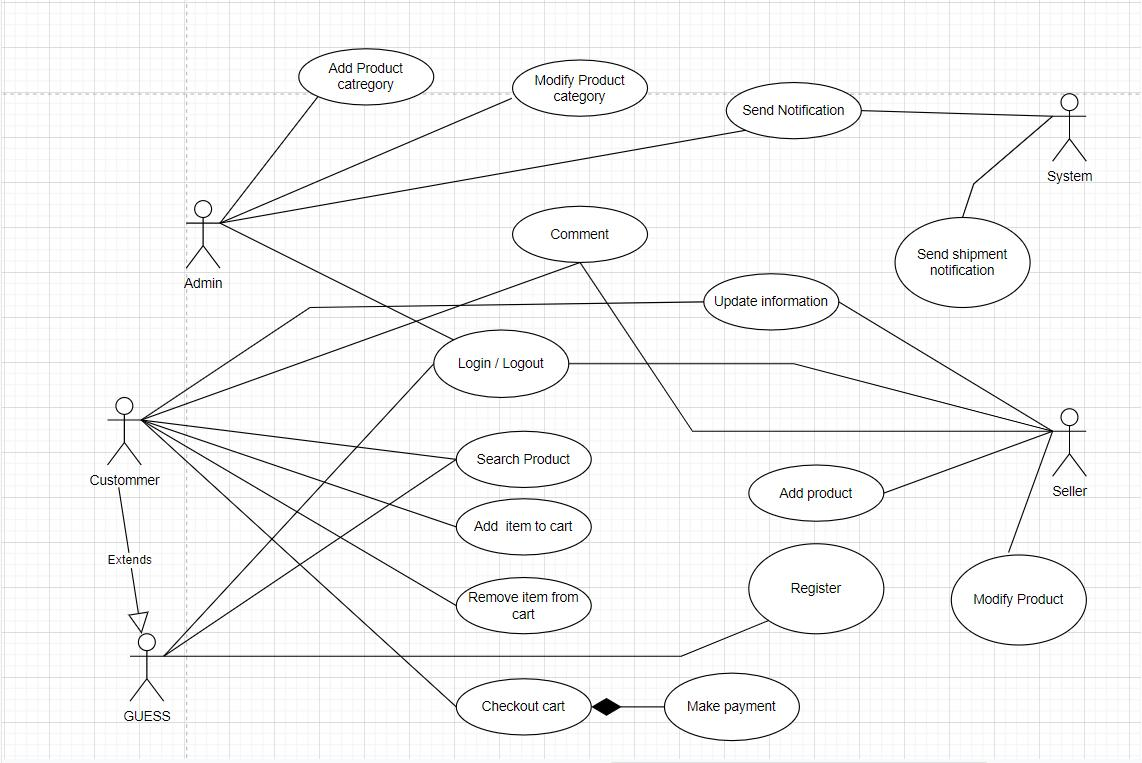 Add Product
catregory
Modify Product
category
Send Notification
System
Admin
Comment
Send shipment
notification
Update information
Login / Logout
Custommer
Search Product
Seller
Add product
Add  item to cart
Extends
Register
Remove item from
cart
Modify Product
GUESS
Checkout cart
Make payment